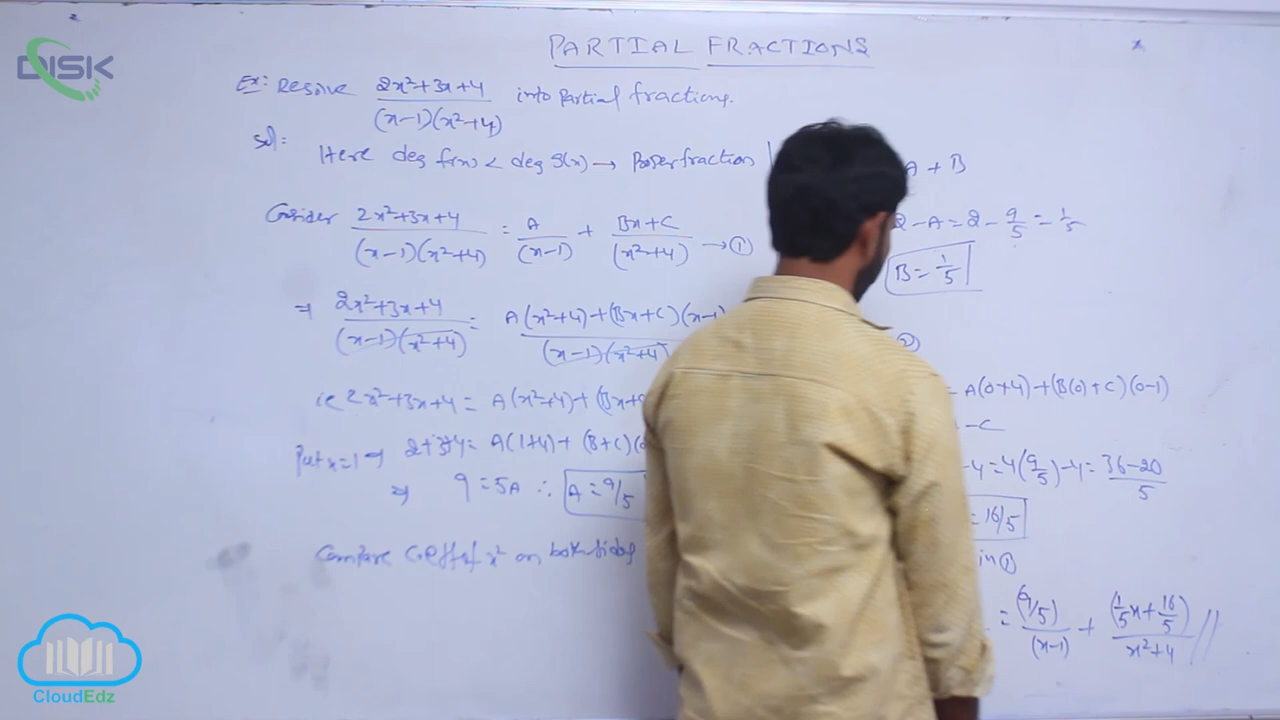 DISK
PARTIAL FRACTIONS
Ex: Resolve (2x²+3x+4)/((x-1)(x²+4)) into Partial fractions.
Sol:
Here deg f(x) < deg g(x) → Proper fraction
Consider (2x²+3x+4)/((x-1)(x²+4)) = A/(x-1) + (Bx+C)/(x²+4) → ①
⇒ (2x²+3x+4)/((x-1)(x²+4)) = A(x²+4)+(Bx+C)(x-1)/((x-1)(x²+4)
ie 2x²+3x+4 = A(x²+4)+(Bx+
Put x=1 ⇒ 2+3+4= A(1+4)+ (B+C)(
⇒ 9=5A ∴ A=9/5
Compare Coeff of x² on both sides
A + B
2-A=2-9/5=1/5
B=1/5
②
= A(0+4)+(B(0)+C)(0-1)
-C
-4=4(9/5)-4=(36-20)/5
=16/5
in ①
= (9/5)/(x-1) + (1/5x+16/5)/(x²+4) //
CloudEdz